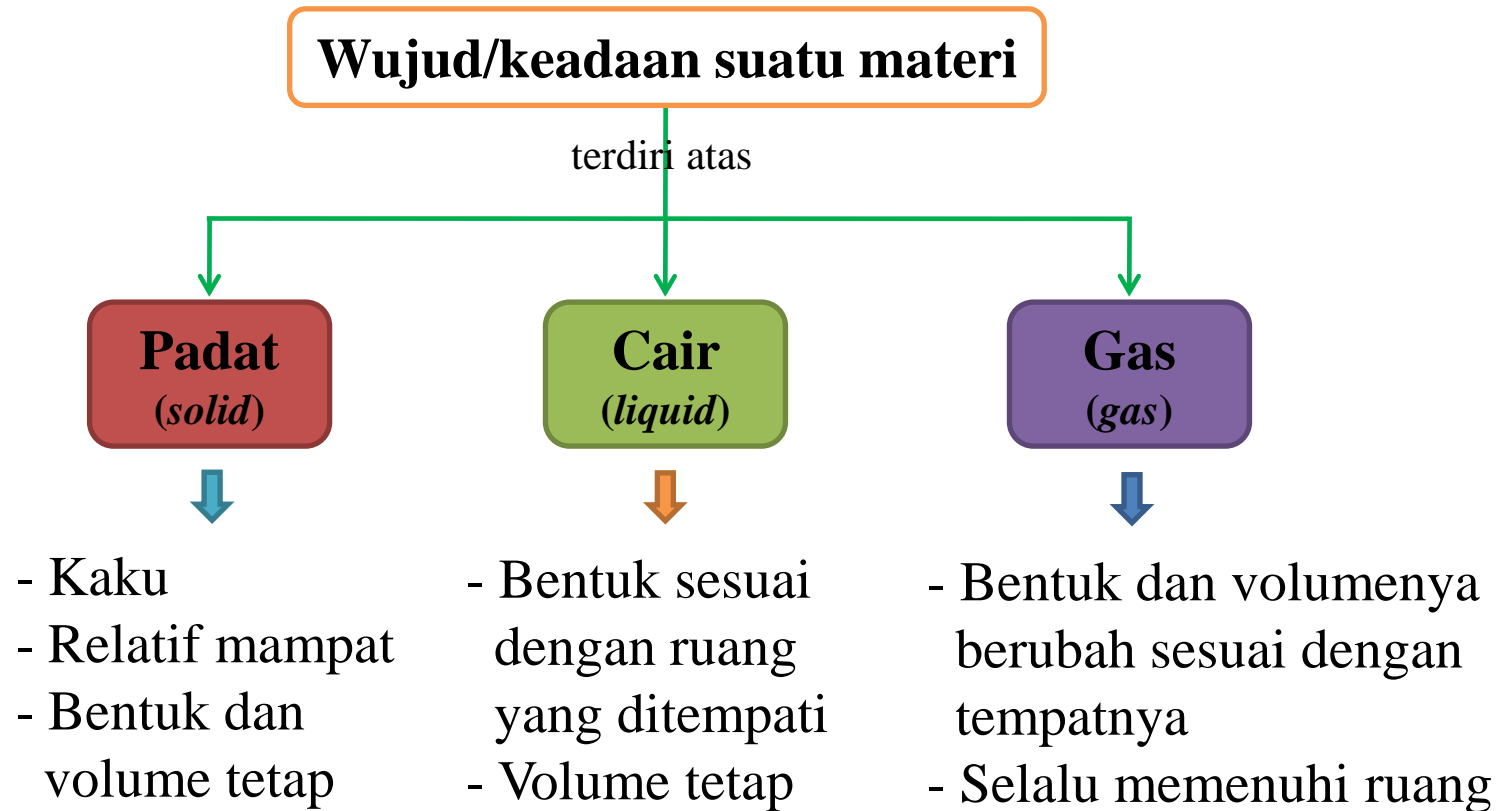 Wujud/keadaan suatu materi
terdiri atas
Padat
(solid)
Cair
(liquid)
Gas
(gas)
- Kaku
- Relatif mampat
- Bentuk dan
volume tetap
- Bentuk sesuai
dengan ruang
yang ditempati
- Volume tetap
- Bentuk dan volumenya
berubah sesuai dengan
tempatnya
- Selalu memenuhi ruang